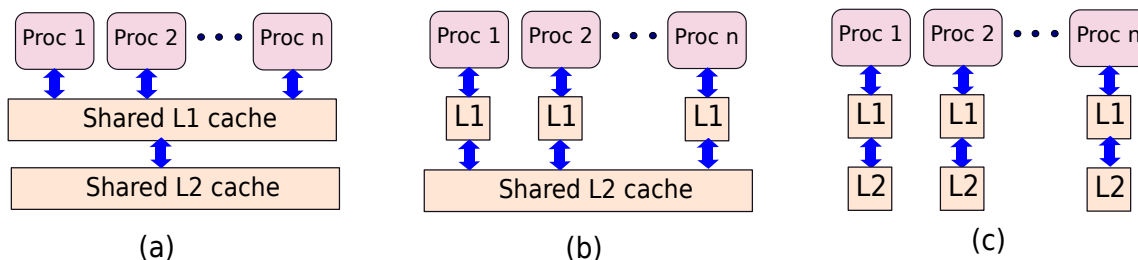 Proc 1 Proc 2 Proc n
Shared L1 cache
Shared L2 cache
(a)
Proc 1 Proc 2 Proc n
L1 L1 L1
Shared L2 cache
(b)
Proc 1 Proc 2 Proc n
L1 L1 L1
L2 L2 L2
(c)